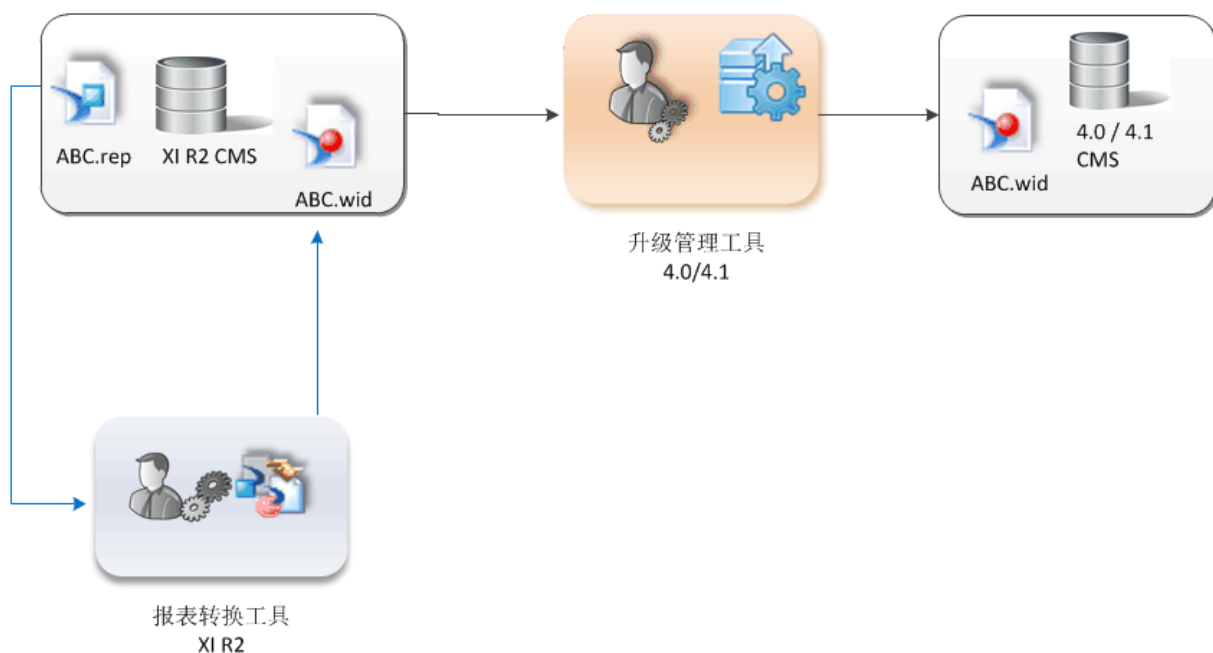 ABC.rep
XI R2 CMS
ABC.wid
升级管理工具
4.0/4.1
ABC.wid
4.0 / 4.1
CMS
报表转换工具
XI R2